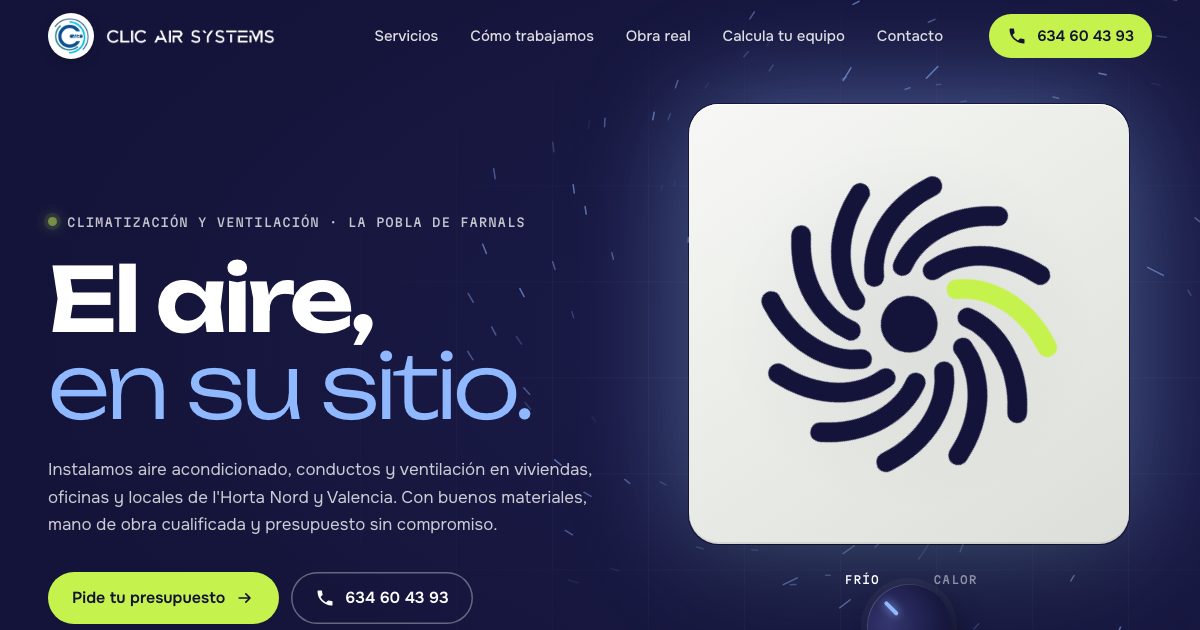 CLIC AIR SYSTEMS
Servicios
Cómo trabajamos
Obra real
Calcula tu equipo
Contacto
634 60 43 93
CLIMATIZACIÓN Y VENTILACIÓN · LA POBLA DE FARNALS
El aire,
en su sitio.
Instalamos aire acondicionado, conductos y ventilación en viviendas,
oficinas y locales de l'Horta Nord y Valencia. Con buenos materiales,
mano de obra cualificada y presupuesto sin compromiso.
Pide tu presupuesto →
634 60 43 93
FRÍO
CALOR